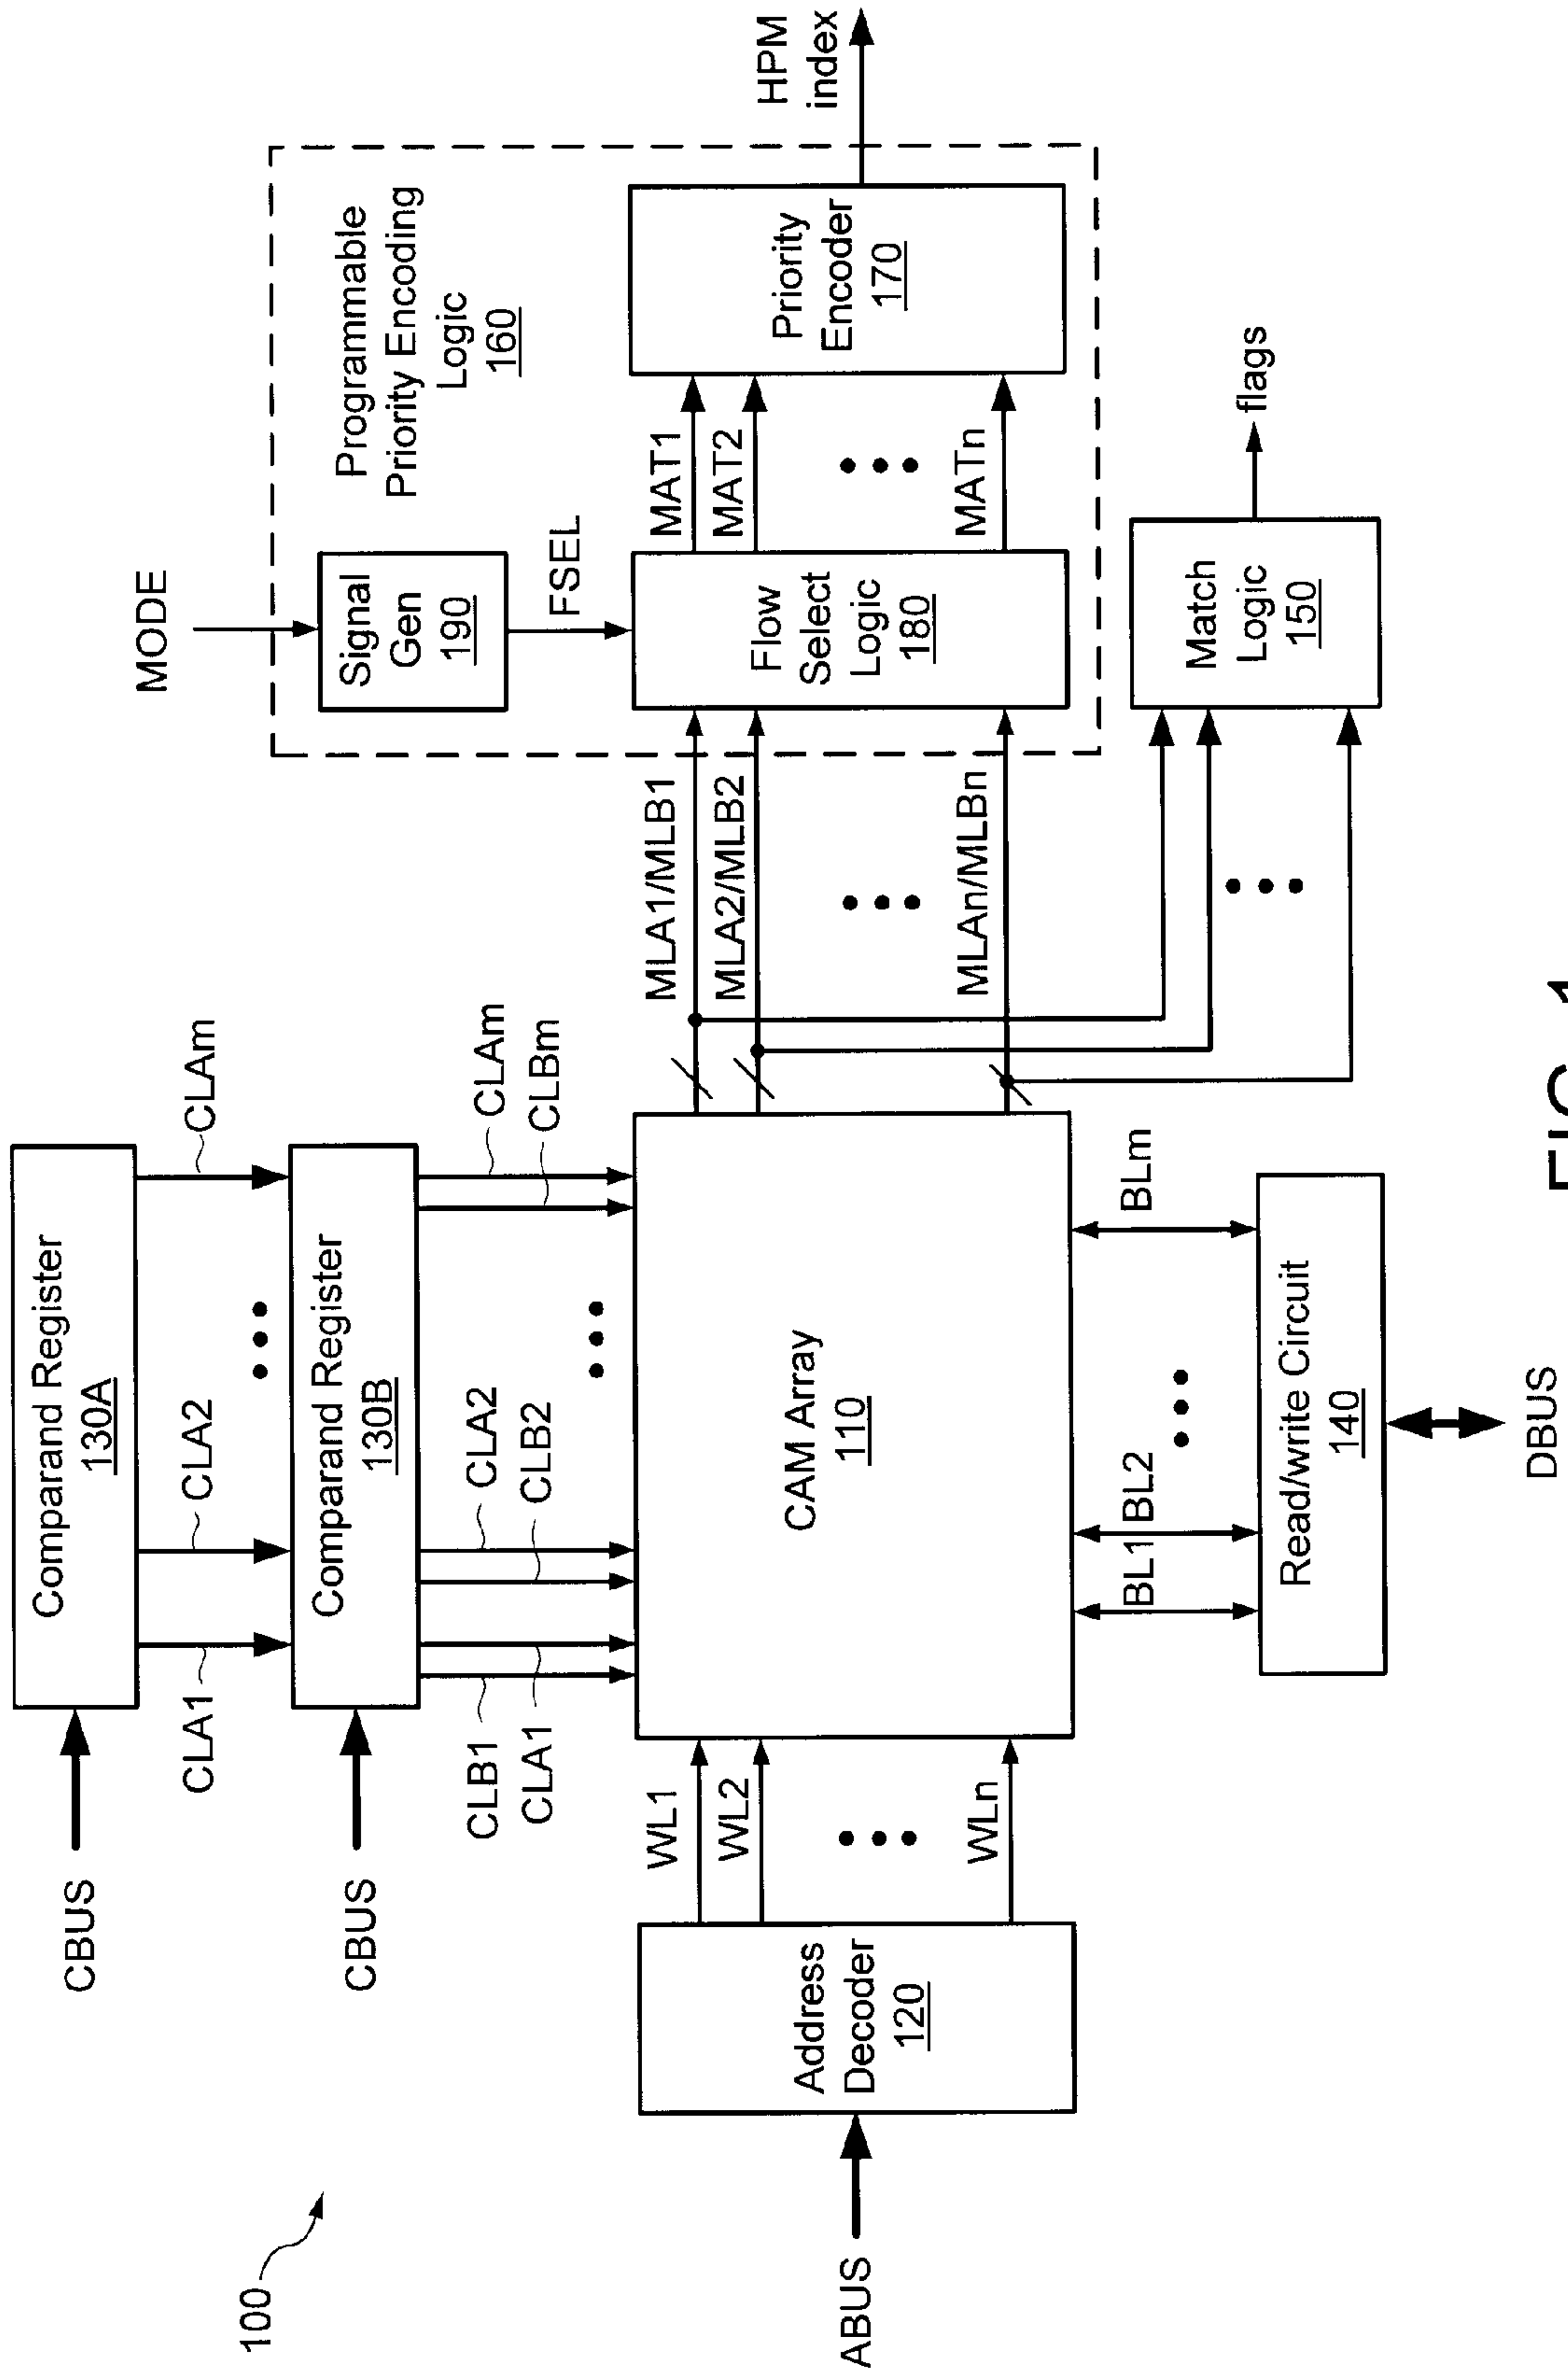 100
CBUS
Comparand Register
130A
CLA1
CLA2
CLAm
CBUS
Comparand Register
130B
CLB1
CLA1
CLA2
CLB2
CLAm
CLBm
ABUS
Address
Decoder
120
WL1
WL2
WLn
CAM Array
110
BL1
BL2
BLm
Read/write Circuit
140
DBUS
MLA1/MLB1
MLA2/MLB2
MLAn/MLBn
MODE
Signal
Gen
190
FSEL
Programmable
Priority Encoding
Logic
160
Flow
Select
Logic
180
MAT1
MAT2
MATn
Priority
Encoder
170
HPM
index
Match
Logic
150
flags